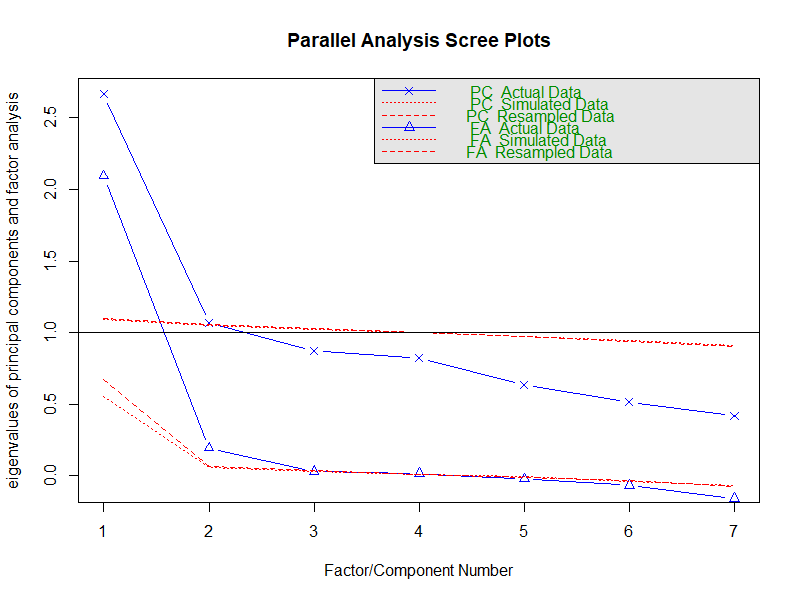 Parallel Analysis Scree Plots
PC Actual Data
PC Simulated Data
PC Resampled Data
FA Actual Data
FA Simulated Data
FA Resampled Data
eigenvalues of principal components and factor analysis
2.5
2.0
1.5
1.0
0.5
0.0
1 2 3 4 5 6 7
Factor/Component Number